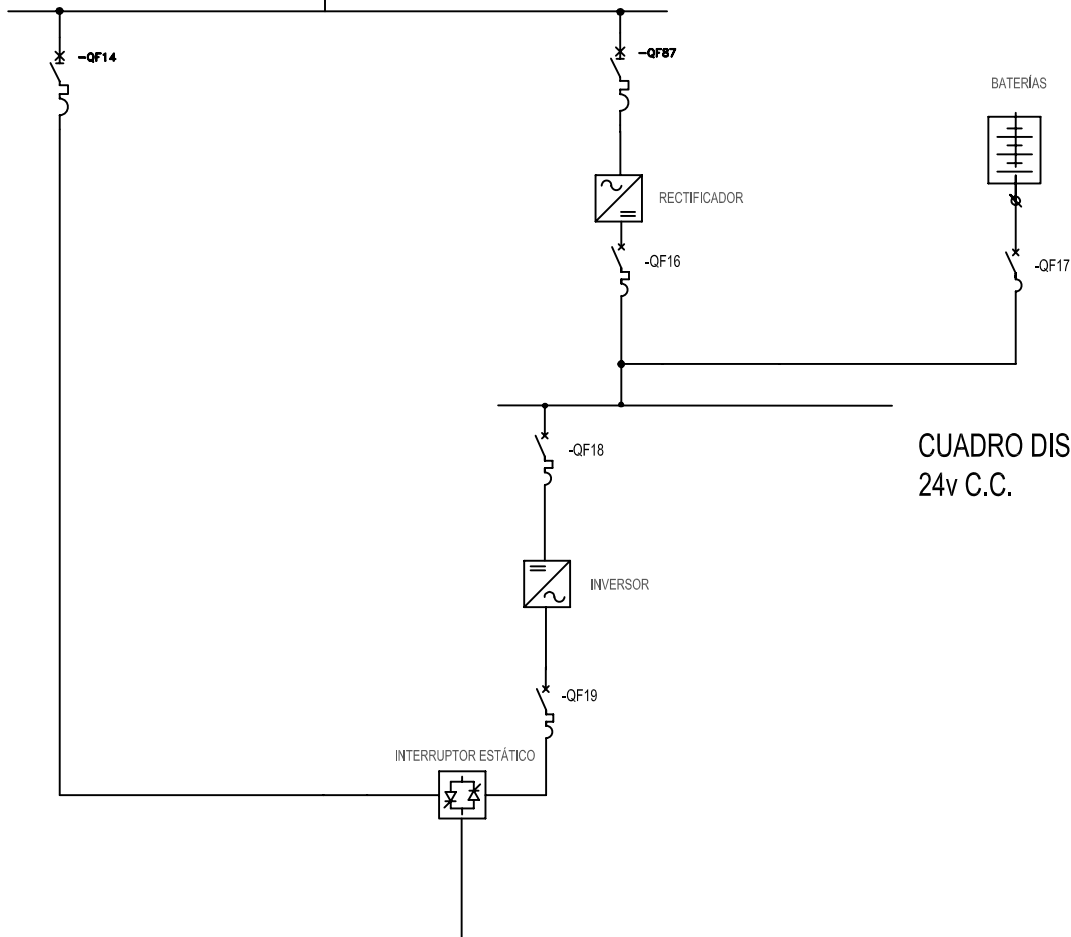 -QF14
-QF87
BATERÍAS
RECTIFICADOR
-QF16
-QF17
CUADRO DIS
24v C.C.
-QF18
INVERSOR
-QF19
INTERRUPTOR ESTÁTICO